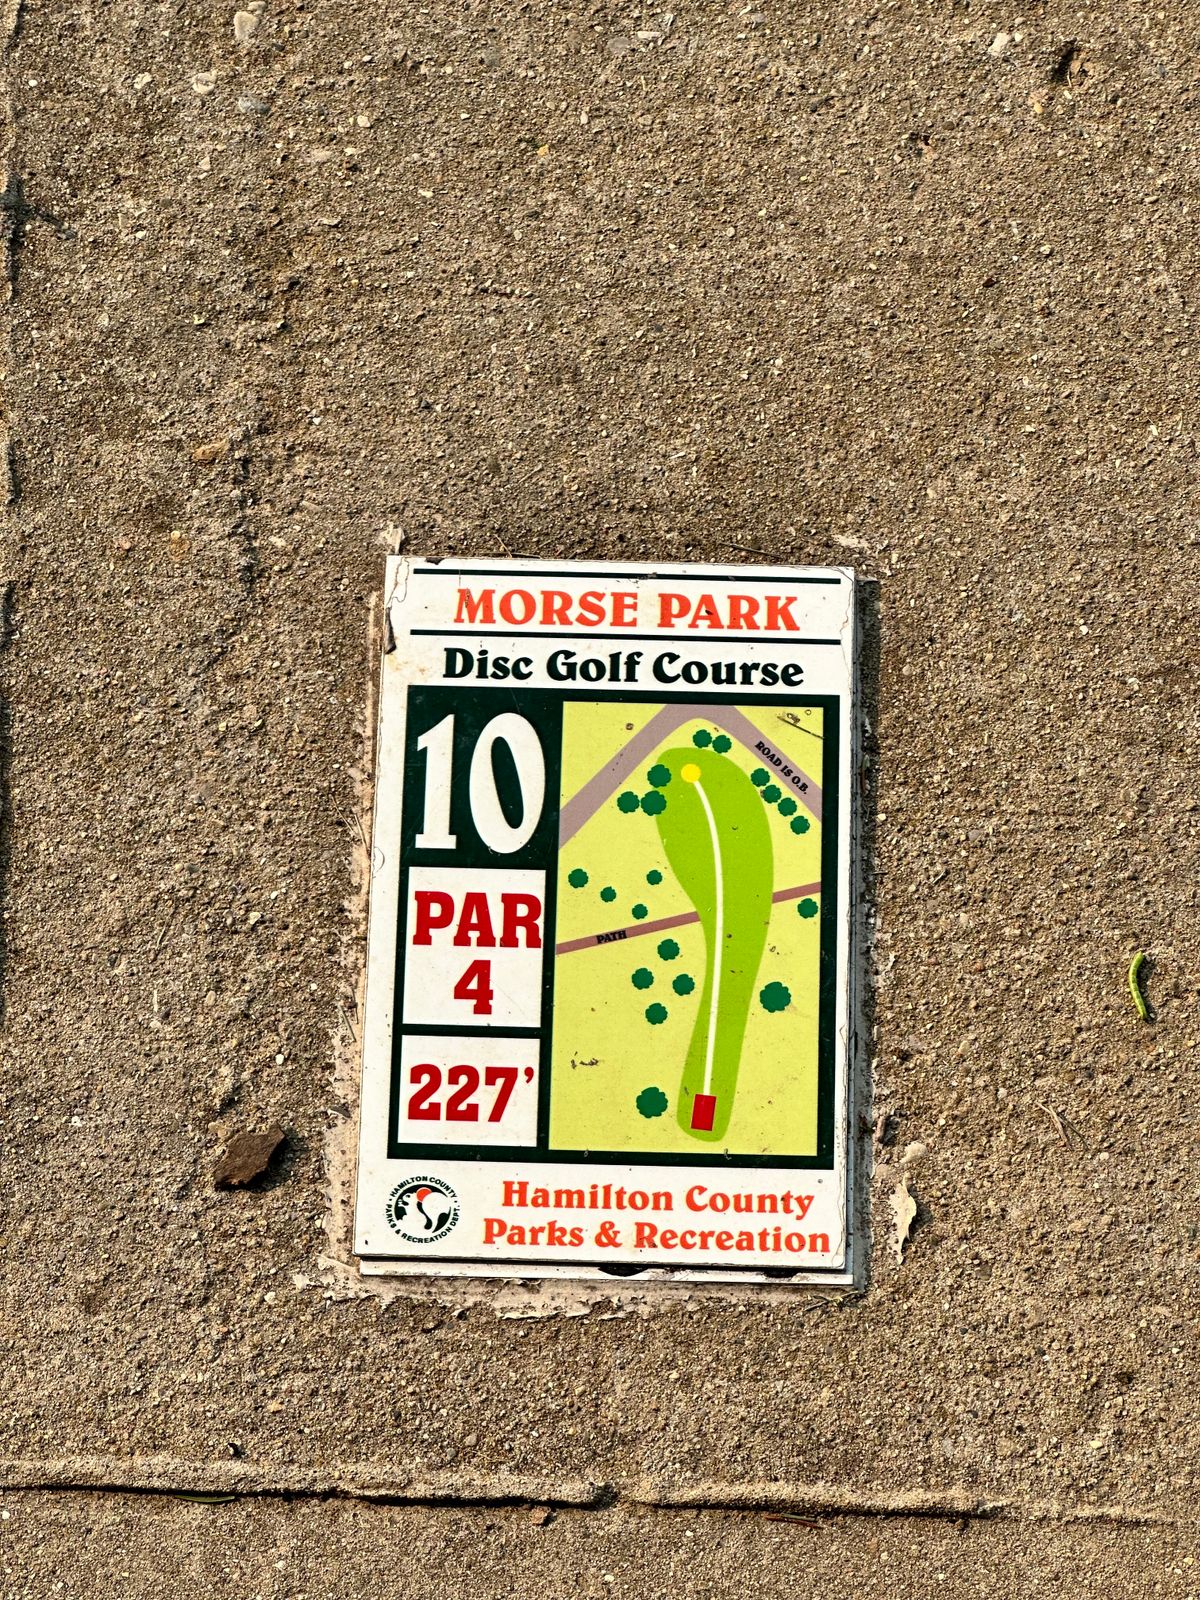 MORSE PARK
Disc Golf Course
10
PAR
4
227'
ROAD IS O.B.
PATH
HAMILTON COUNTY
PARKS & RECREATION DEPT.
Hamilton County
Parks & Recreation